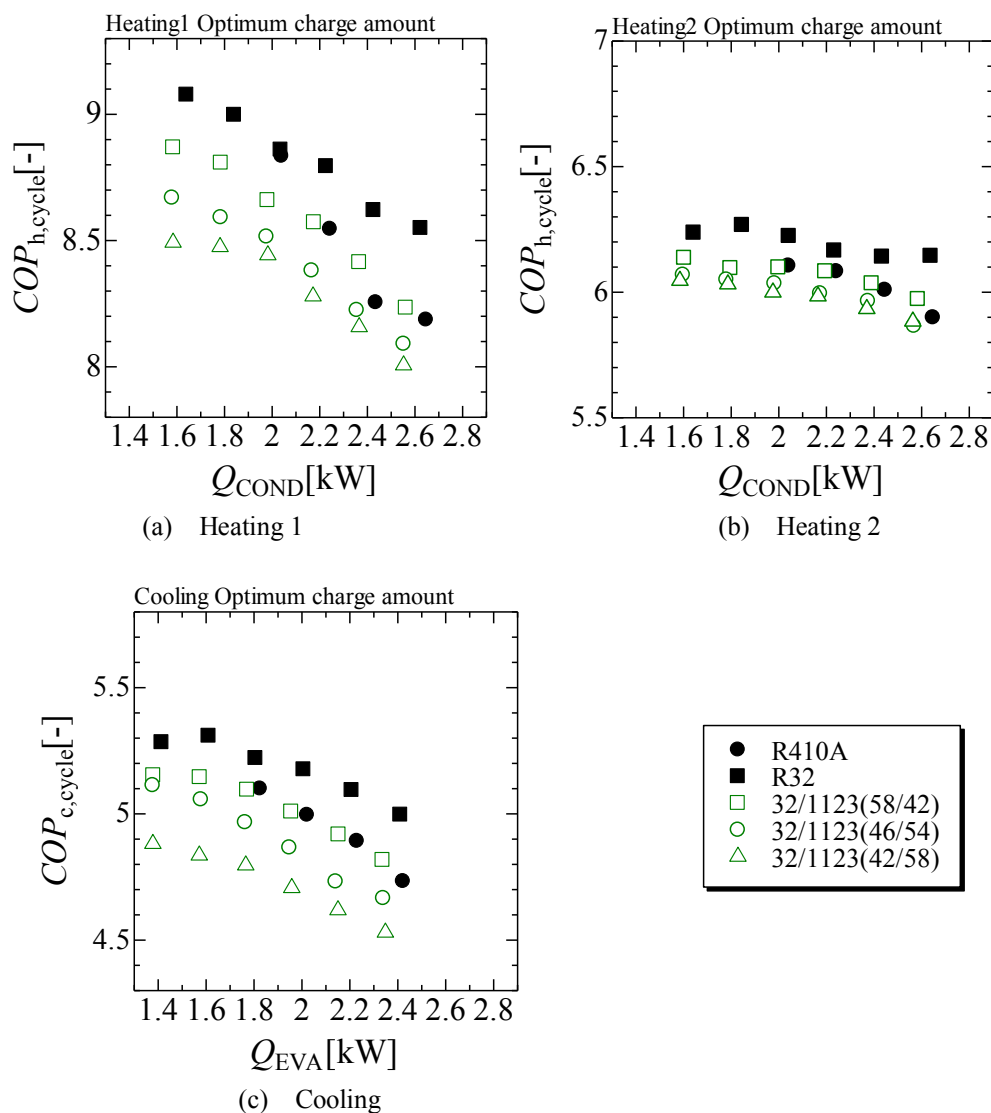 Heating1 Optimum charge amount
9
8.5
8
COP h,cycle[-]
1.4 1.6 1.8 2 2.2 2.4 2.6 2.8
QCOND[kW]
(a) Heating 1
Heating2 Optimum charge amount
7
6.5
6
5.5
COP h,cycle[-]
1.4 1.6 1.8 2 2.2 2.4 2.6 2.8
QCOND[kW]
(b) Heating 2
Cooling Optimum charge amount
5.5
5
4.5
COP c,cycle[-]
1.4 1.6 1.8 2 2.2 2.4 2.6 2.8
QEVA[kW]
(c) Cooling
R410A
R32
32/1123(58/42)
32/1123(46/54)
32/1123(42/58)